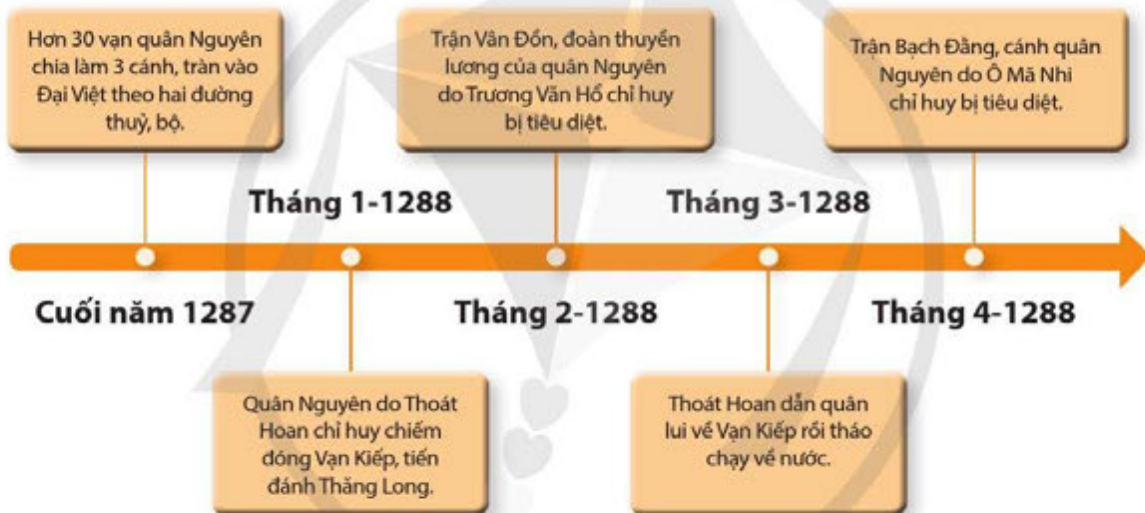 Hơn 30 vạn quân Nguyên
chia làm 3 cánh, tràn vào
Đại Việt theo hai đường
thuỷ, bộ.
Trận Vân Đồn, đoàn thuyền
lương của quân Nguyên
do Trương Văn Hổ chỉ huy
bị tiêu diệt.
Trận Bạch Đằng, cánh quân
Nguyên do Ô Mã Nhi
chỉ huy bị tiêu diệt.
Tháng 1-1288
Tháng 3-1288
Cuối năm 1287
Tháng 2-1288
Tháng 4-1288
Quân Nguyên do Thoát
Hoan chỉ huy chiếm
đóng Vạn Kiếp, tiến
đánh Thăng Long.
Thoát Hoan dẫn quân
lui về Vạn Kiếp rồi tháo
chạy về nước.